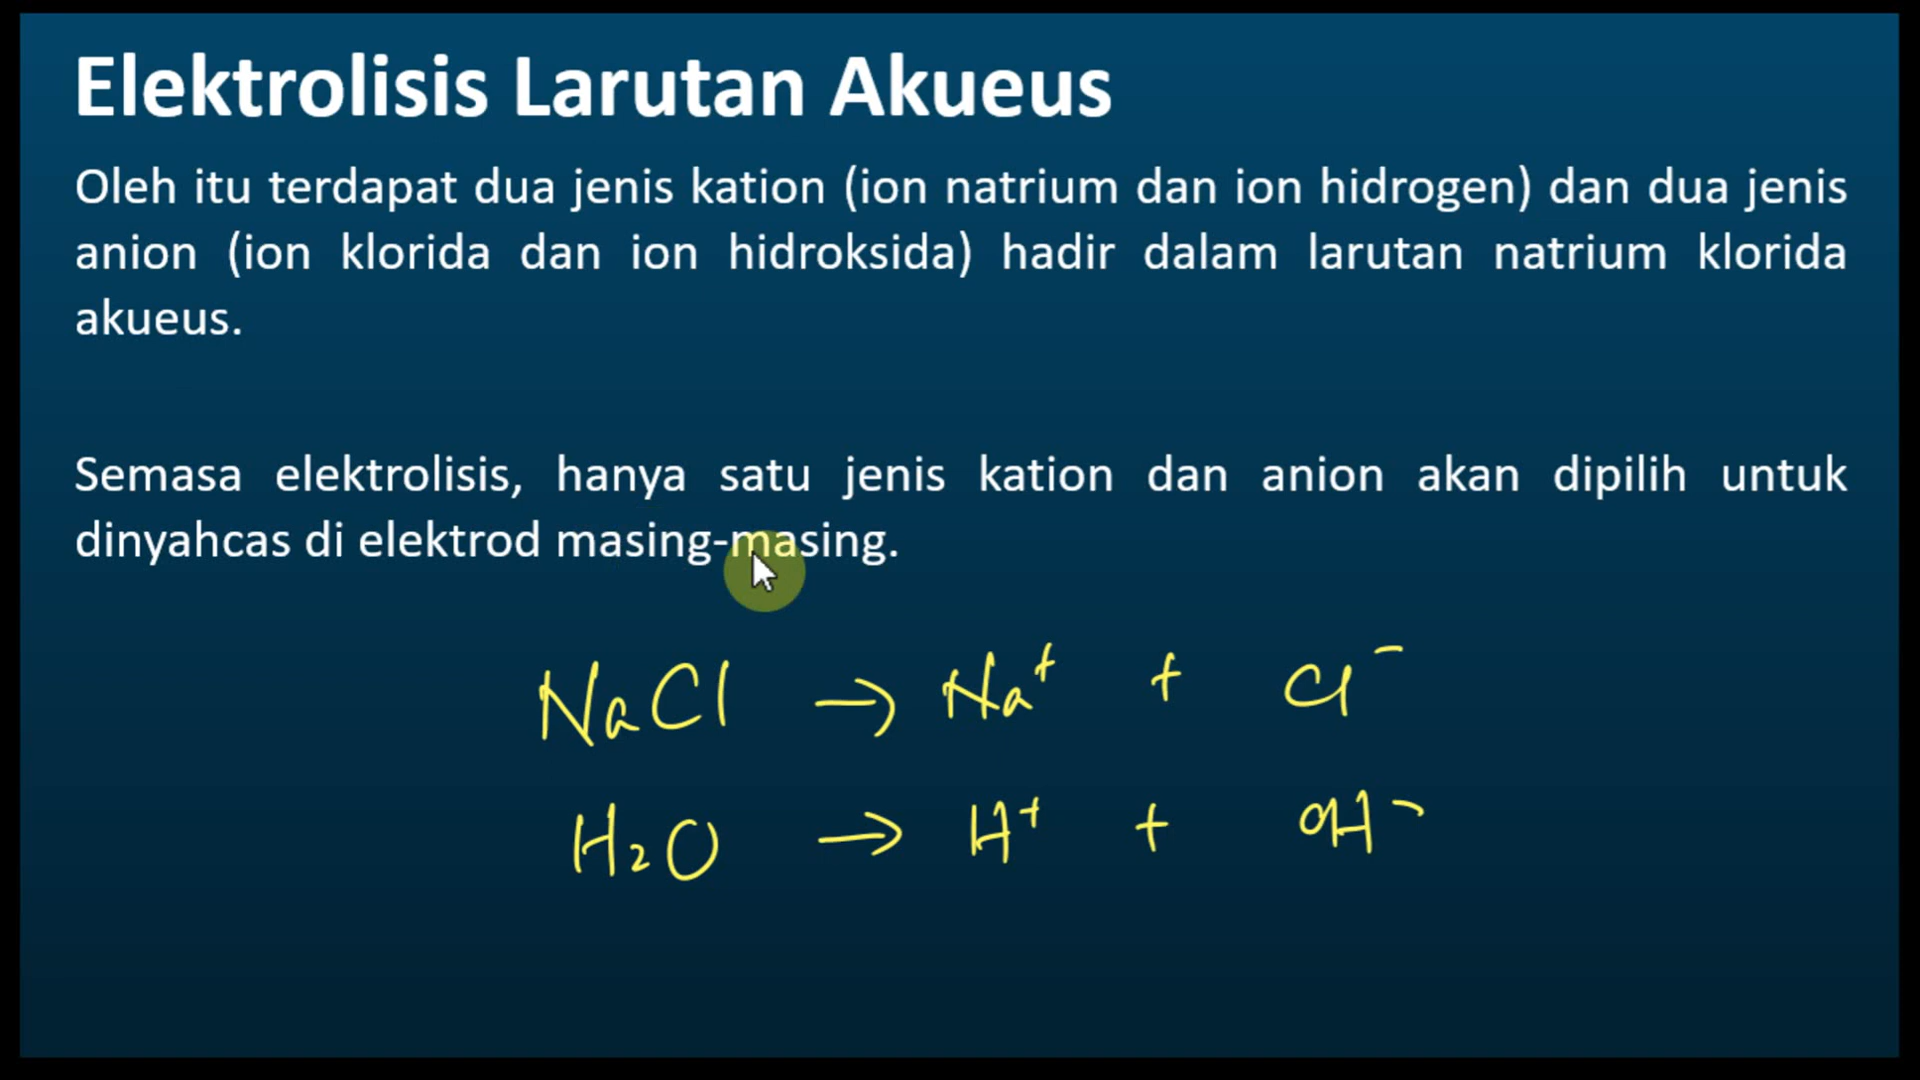 Elektrolisis Larutan Akueus
Oleh itu terdapat dua jenis kation (ion natrium dan ion hidrogen) dan dua jenis
anion (ion klorida dan ion hidroksida) hadir dalam larutan natrium klorida
akueus.
Semasa elektrolisis, hanya satu jenis kation dan anion akan dipilih untuk
dinyahcas di elektrod masing-masing.
NaCl → Na⁺ + Cl⁻
H₂O → H⁺ + OH⁻